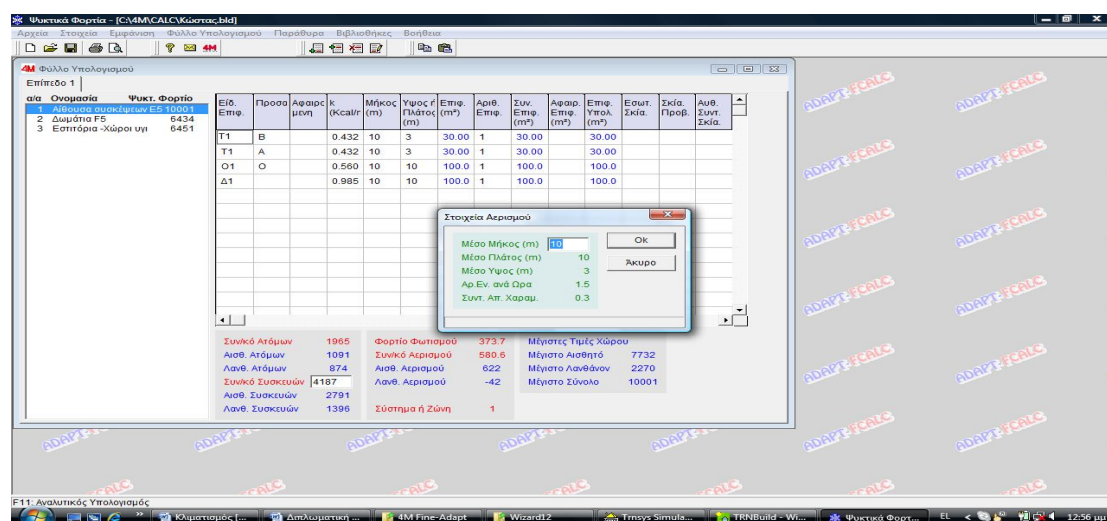 Ψυκτικά Φορτία - [C:\4M\CALC\Κώστας.bld]
Αρχεία Στοιχεία Εμφάνιση Φύλλο Υπολογισμού Παράθυρα Βιβλιοθήκες Βοήθεια
4M
4M Φύλλο Υπολογισμού
Επίπεδο 1
α/α Ονομασία Ψυκτ. Φορτίο
1 Αίθουσα συσκέψεων Ε5 10001
2 Δωμάτια F5 6434
3 Εστιτόρια -Χώροι υγι 6451
Είδ. Επιφ. Προσα Αφαιρς μενη k (Kcal/r Μήκος (m) Υψος ή Πλάτος (m) Επιφ. (m²) Αριθ. Επιφ. Συν. Επιφ. (m²) Αφαιρ. Επιφ. (m²) Επιφ. Υπολ. (m²) Εσωτ. Σκία. Σκία. Προβ. Αυθ. Συντ. Σκία.
T1 B 0.432 10 3 30.00 1 30.00 30.00
T1 A 0.432 10 3 30.00 1 30.00 30.00
O1 O 0.560 10 10 100.0 1 100.0 100.0
Δ1 0.985 10 10 100.0 1 100.0 100.0
Στοιχεία Αερισμού
Μέσο Μήκος (m) 10
Μέσο Πλάτος (m) 10
Μέσο Υψος (m) 3
Αρ.Εν. ανά Ωρα 1.5
Συντ. Απ. Χαραμ. 0.3
Ok
Άκυρο
Συν/κό Ατόμων 1965 Φορτίο Φωτισμού 373.7 Μέγιστες Τιμές Χώρου
Αισθ. Ατόμων 1091 Συν/κό Αερισμού 580.6 Μέγιστο Αισθητό 7732
Λανθ. Ατόμων 874 Αισθ. Αερισμού 622 Μέγιστο Λανθάνον 2270
Συν/κό Συσκευών 4187 Λανθ. Αερισμού -42 Μέγιστο Σύνολο 10001
Αισθ. Συσκευών 2791
Λανθ. Συσκευών 1396 Σύστημα ή Ζώνη 1
ADAPT-FCALC
F11: Αναλυτικός Υπολογισμός
Κλιματισμός [... Διπλωματική ... 4M Fine-Adapt Wizard12 Trnsys Simula... TRNBuild - Wi... Ψυκτικά Φορτ... EL 12:56 μμ